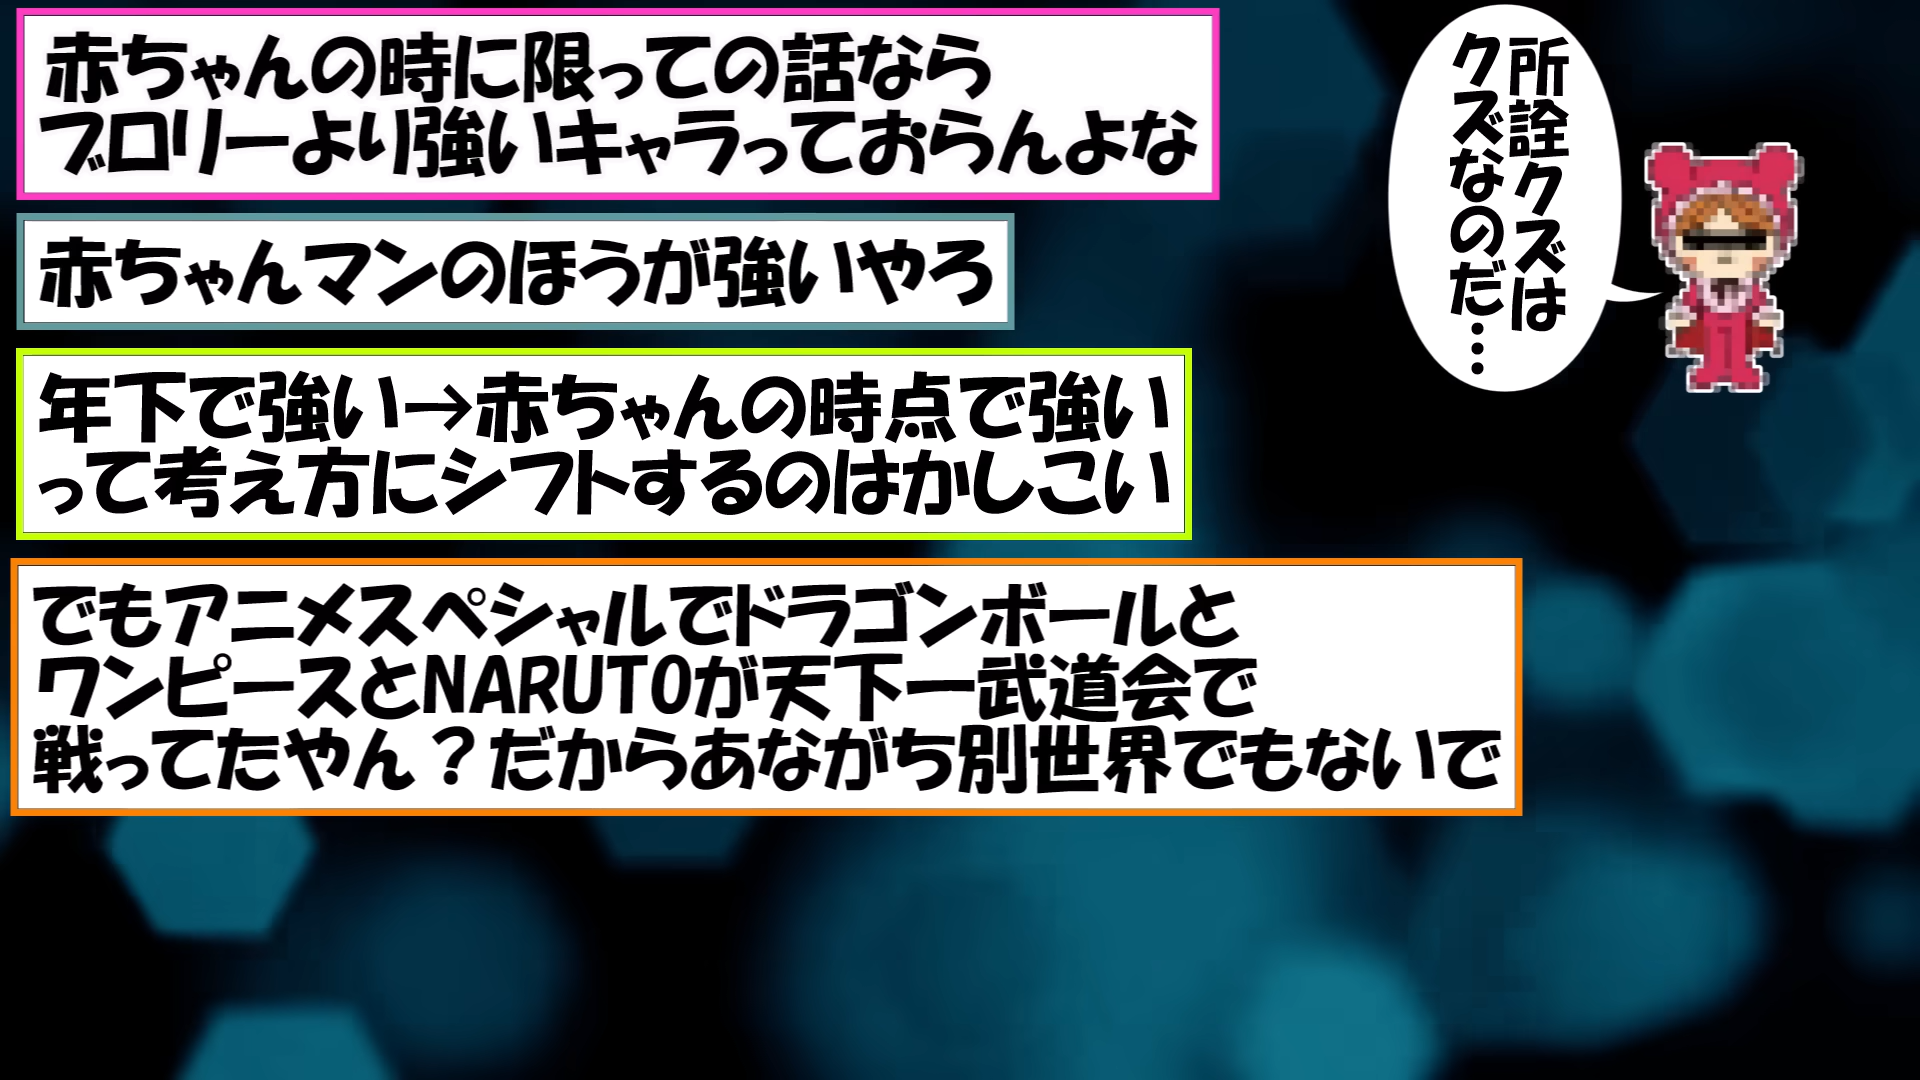 赤ちゃんの時に限っての話なら
ブロリーより強いキャラっておらんよな
赤ちゃんマンのほうが強いやろ
年下で強い→赤ちゃんの時点で強い
って考え方にシフトするのはかしこい
でもアニメスペシャルでドラゴンボールと
ワンピースとNARUTOが天下一武道会で
戦ってたやん？だからあながち別世界でもないで
所詮クズは
クズなのだ…